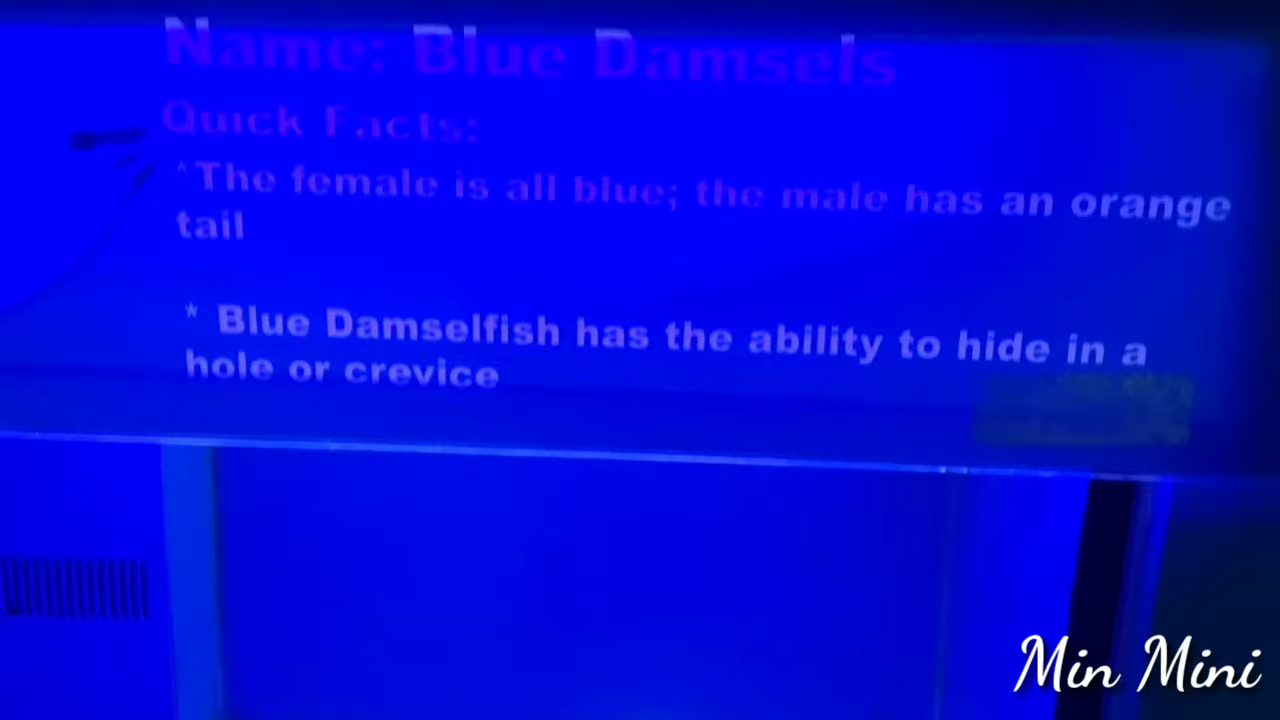 Name: Blue Damsels
Quick Facts:
*The female is all blue; the male has an orange
tail
* Blue Damselfish has the ability to hide in a
hole or crevice
Min Mini